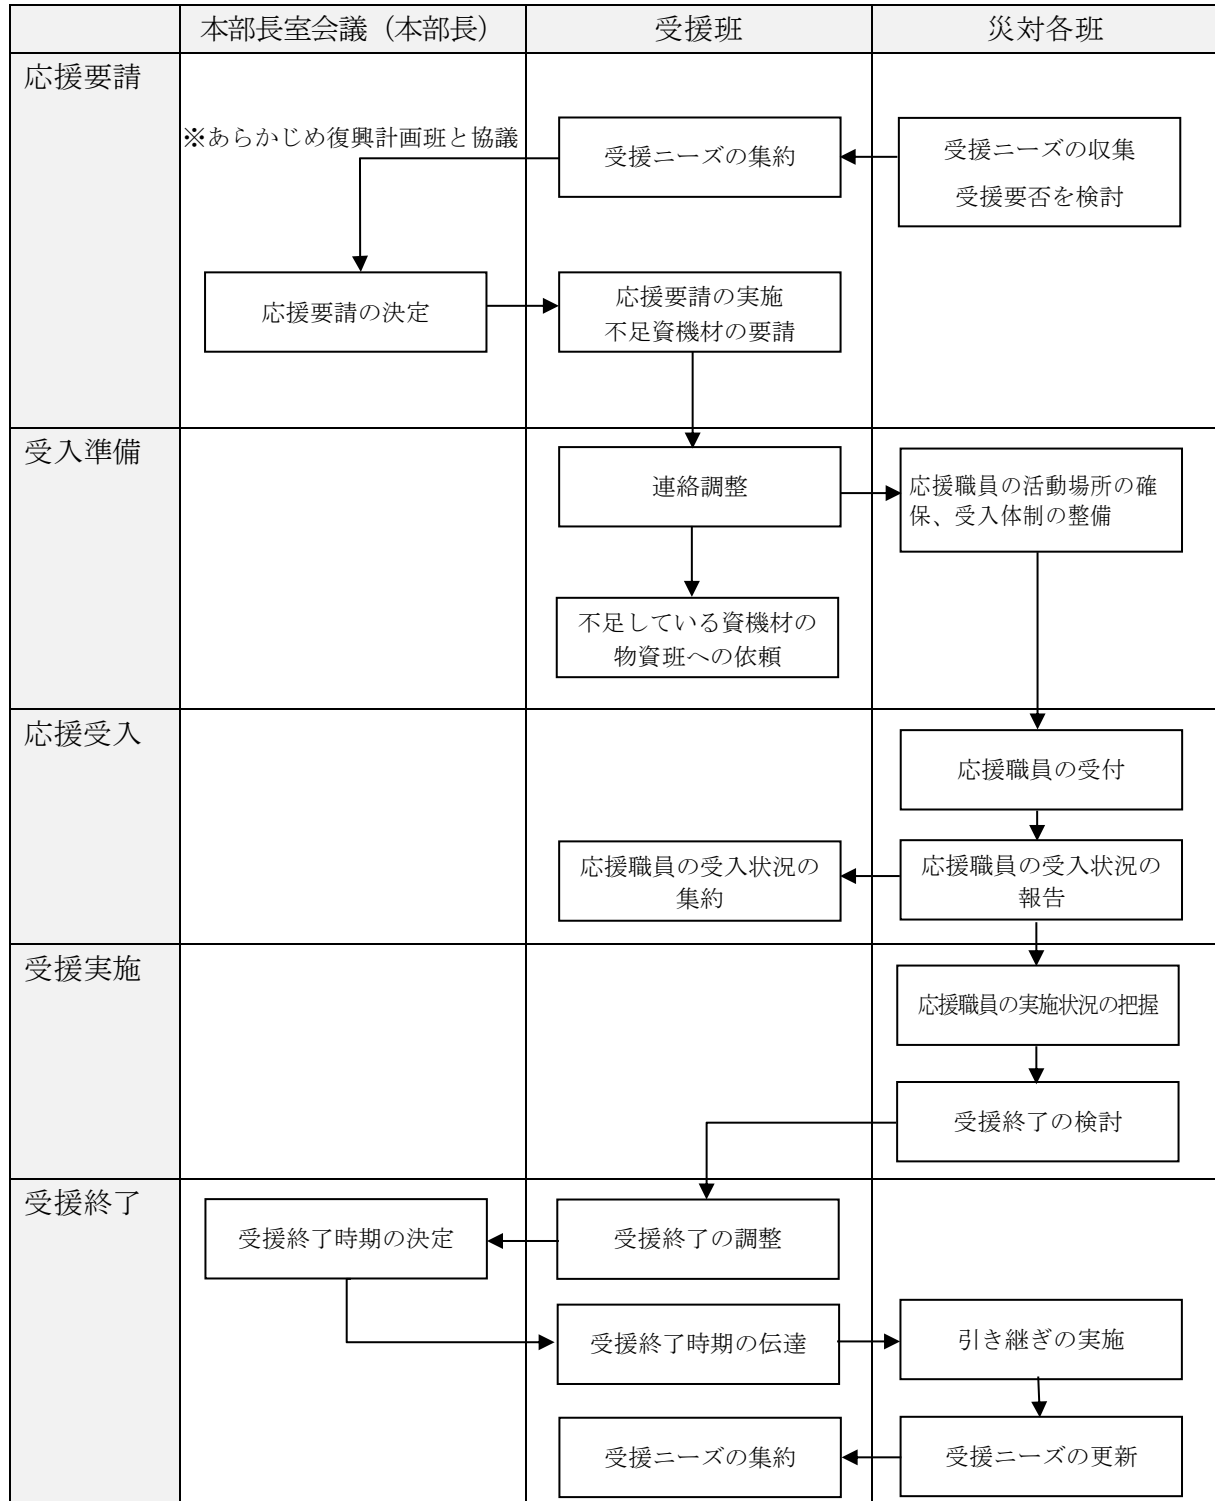 本部長室会議（本部長）
受援班
災対各班
応援要請
※あらかじめ復興計画班と協議
受援ニーズの集約
受援ニーズの収集
受援要否を検討
応援要請の決定
応援要請の実施
不足資機材の要請
受入準備
連絡調整
応援職員の活動場所の確
保、受入体制の整備
不足している資機材の
物資班への依頼
応援受入
応援職員の受付
応援職員の受入状況の
集約
応援職員の受入状況の
報告
受援実施
応援職員の実施状況の把握
受援終了の検討
受援終了
受援終了時期の決定
受援終了の調整
受援終了時期の伝達
引き継ぎの実施
受援ニーズの集約
受援ニーズの更新